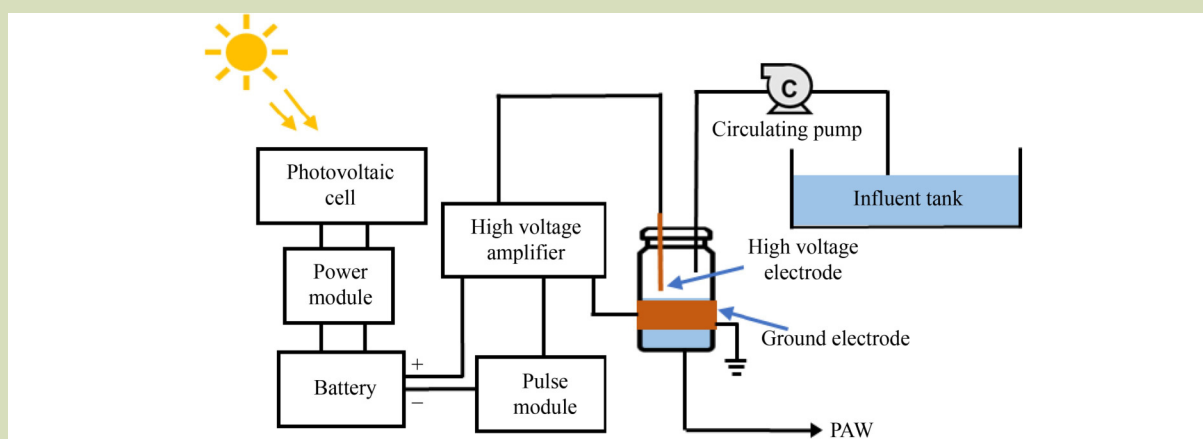 C
Circulating pump
Photovoltaic
cell
Influent tank
High voltage
amplifier
High voltage
electrode
Power
module
Ground electrode
+
Battery
−
Pulse
module
PAW